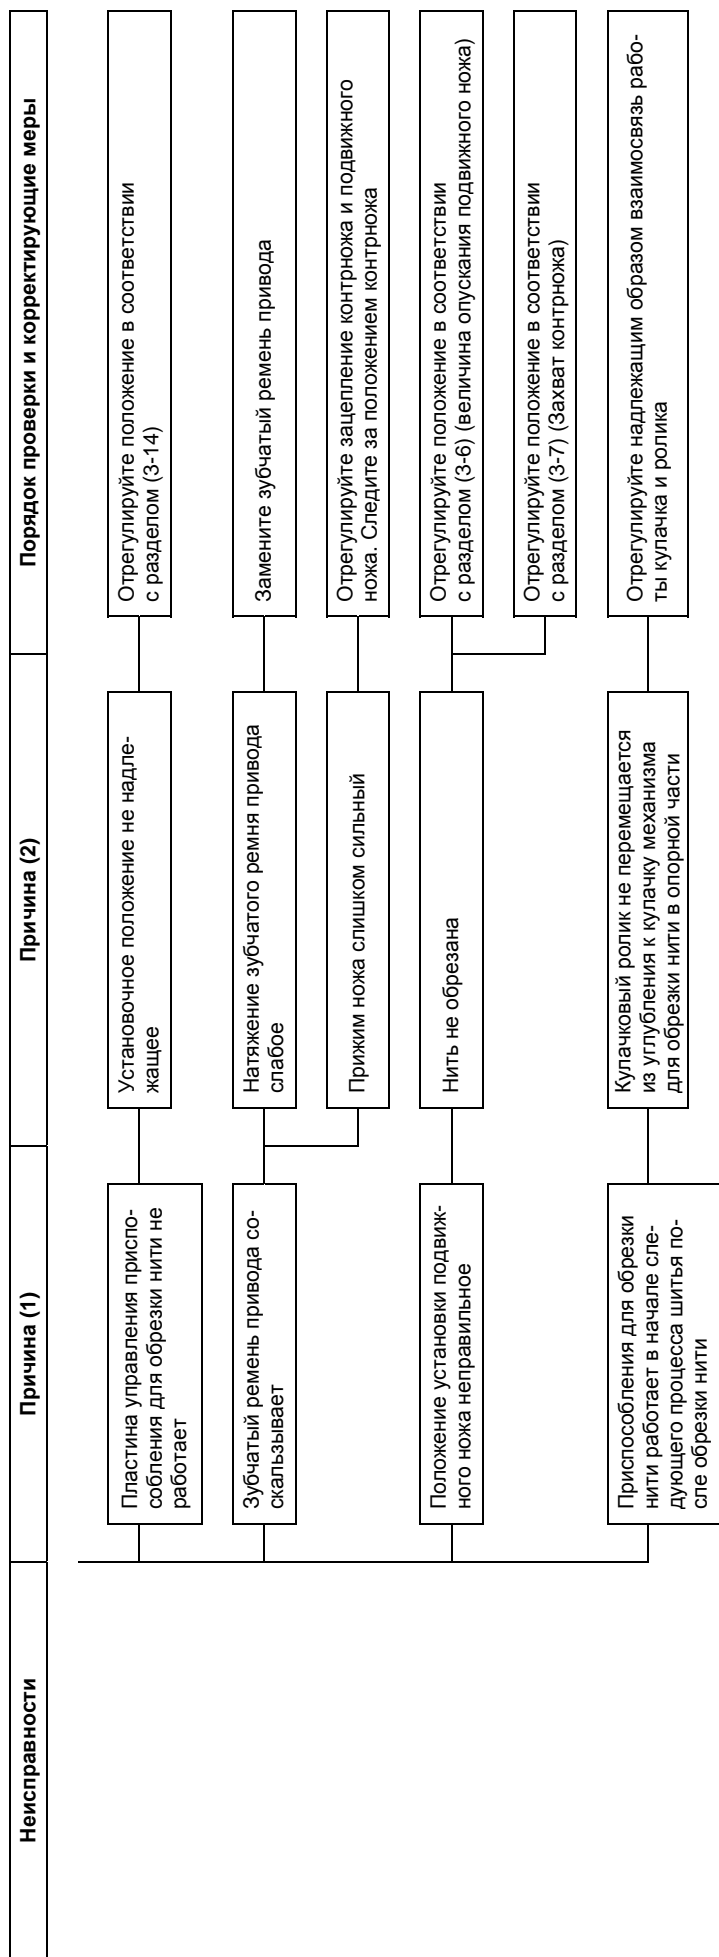 Неисправности
Причина (1)
Причина (2)
Порядок проверки и корректирующие меры
Пластина управления приспо-
собления для обрезки нити не
работает
Установочное положение не надле-
жащее
Отрегулируйте положение в соответствии
с разделом (3-14)
Зубчатый ремень привода со-
скальзывает
Натяжение зубчатого ремня привода
слабое
Замените зубчатый ремень привода
Прижим ножа слишком сильный
Отрегулируйте зацепление контрножа и подвижного
ножа. Следите за положением контрножа
Положение установки подвиж-
ного ножа неправильное
Нить не обрезана
Отрегулируйте положение в соответствии
с разделом (3-6) (величина опускания подвижного ножа)
Отрегулируйте положение в соответствии
с разделом (3-7) (Захват контрножа)
Приспособления для обрезки
нити работает в начале сле-
дующего процесса шитья по-
сле обрезки нити
Кулачковый ролик не перемещается
из углубления к кулачку механизма
для обрезки нити в опорной части
Отрегулируйте надлежащим образом взаимосвязь рабо-
ты кулачка и ролика